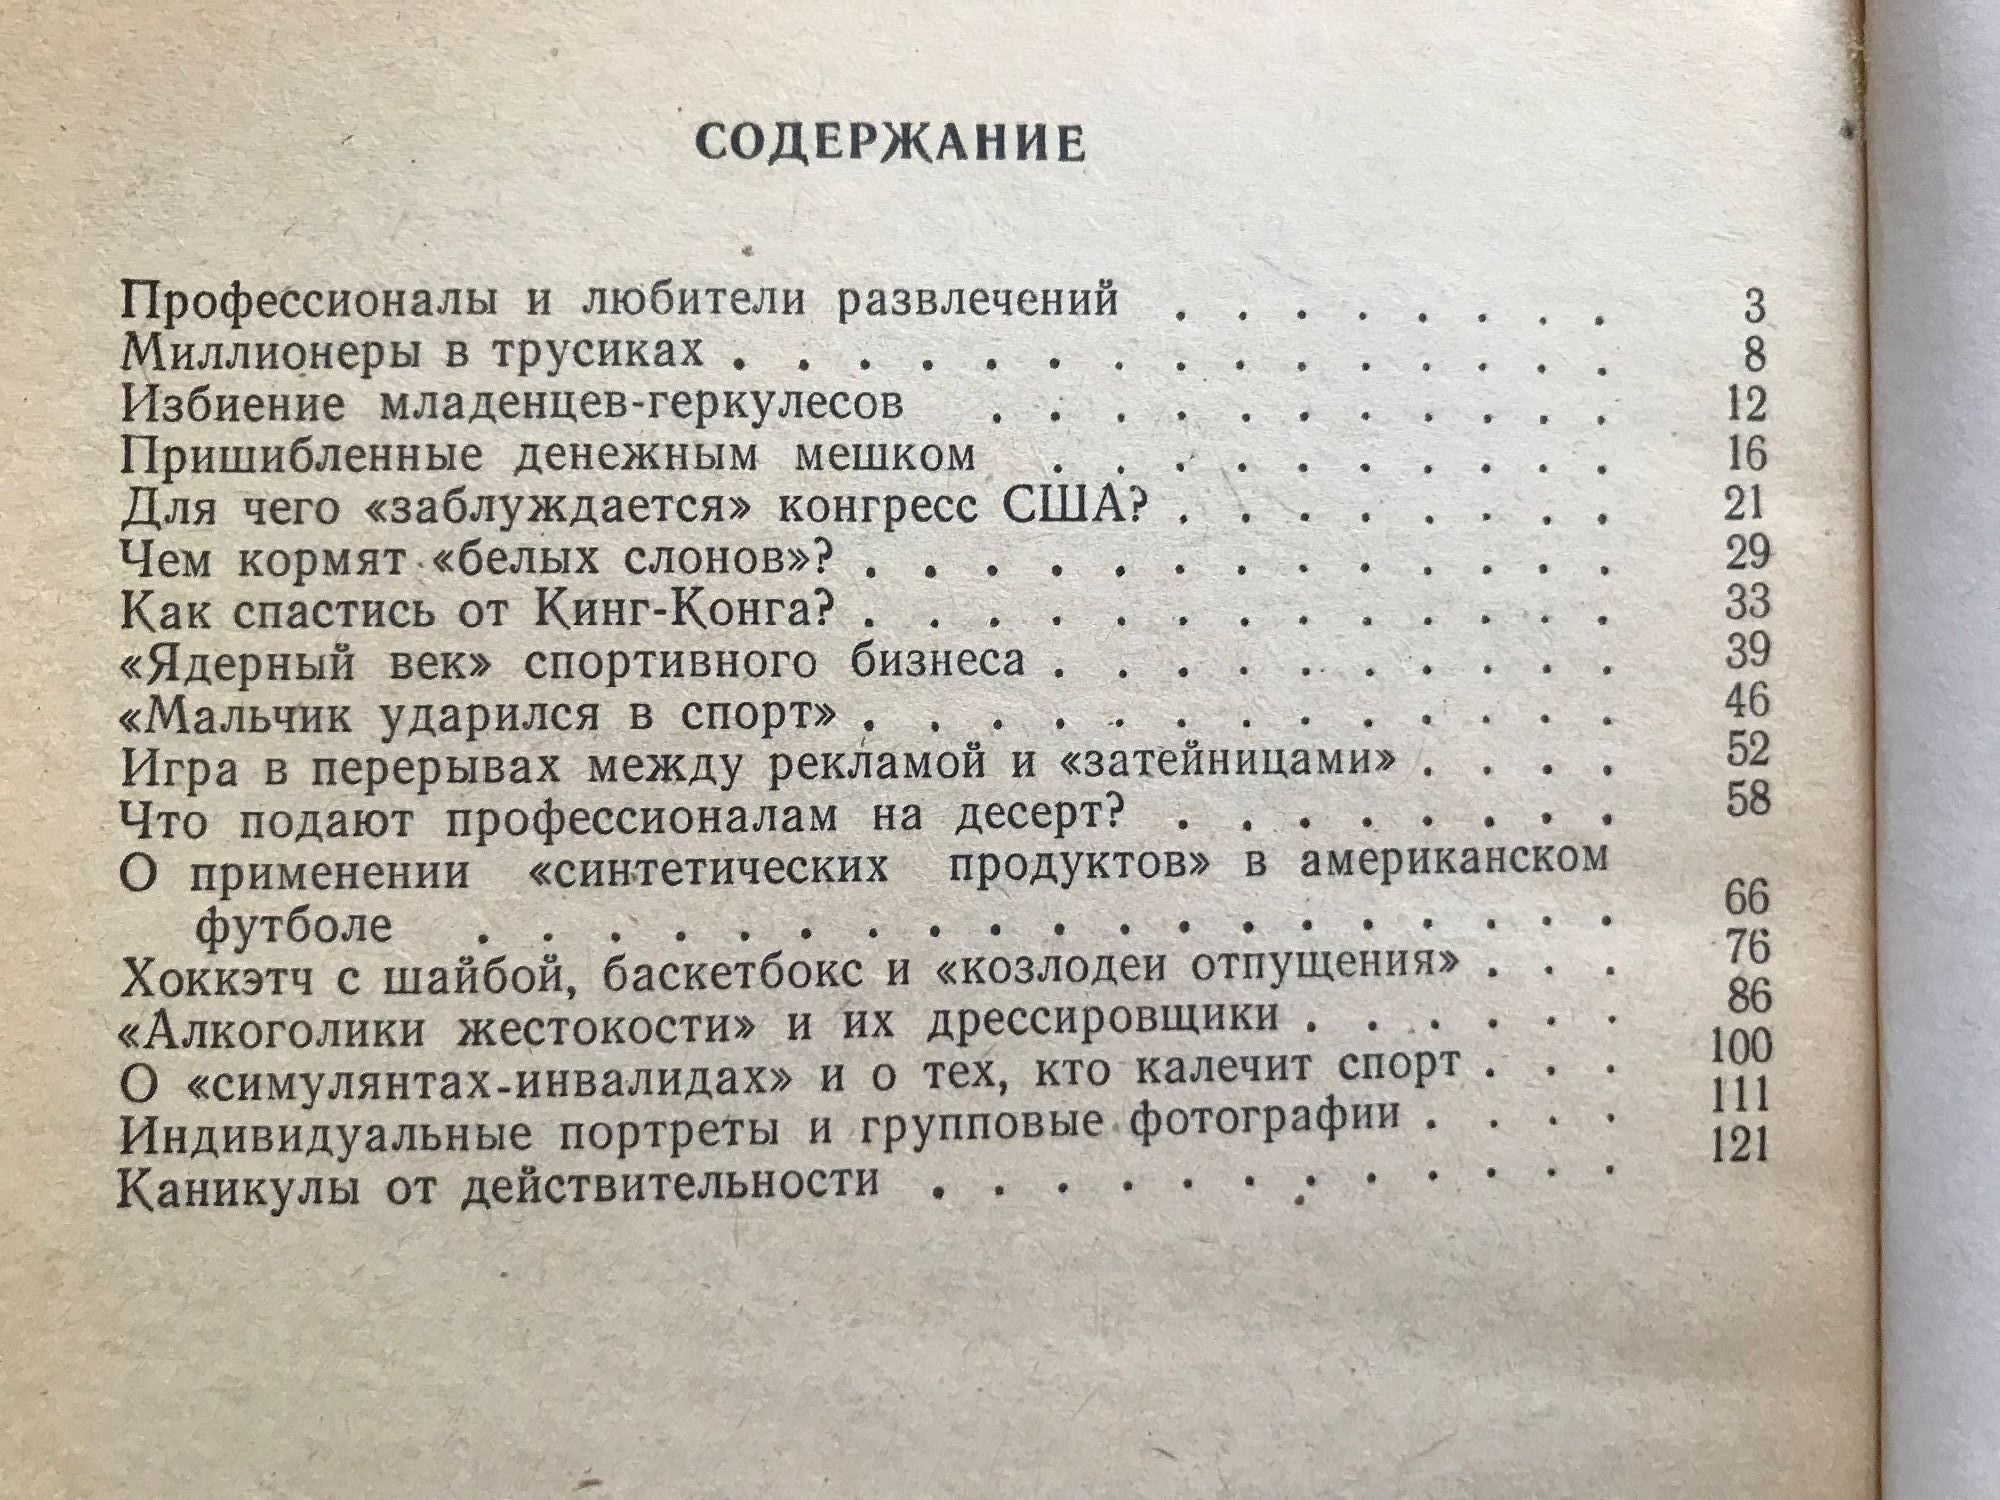 СОДЕРЖАНИЕ
Профессионалы и любители развлечений . . . . . . . . 3
Миллионеры в трусиках . . . . . . . . . . . . . . . 8
Избиение младенцев-геркулесов . . . . . . . . . . . 12
Пришибленные денежным мешком . . . . . . . . . . 16
Для чего «заблуждается» конгресс США? . . . . . . . . 21
Чем кормят «белых слонов»? . . . . . . . . . . . . . 29
Как спастись от Кинг-Конга? . . . . . . . . . . . . . 33
«Ядерный век» спортивного бизнеса . . . . . . . . . . 39
«Мальчик ударился в спорт» . . . . . . . . . . . . . 46
Игра в перерывах между рекламой и «затейницами» . . . . 52
Что подают профессионалам на десерт? . . . . . . . . 58
О применении «синтетических продуктов» в американском
футболе . . . . . . . . . . . . . . . . . . . 66
Хоккэтч с шайбой, баскетбокс и «козлодеи отпущения» . . . 76
«Алкоголики жестокости» и их дрессировщики . . . . . . 86
О «симулянтах-инвалидах» и о тех, кто калечит спорт . . . 100
Индивидуальные портреты и групповые фотографии . . . . 111
Каникулы от действительности . . . . . . . . . . . . 121